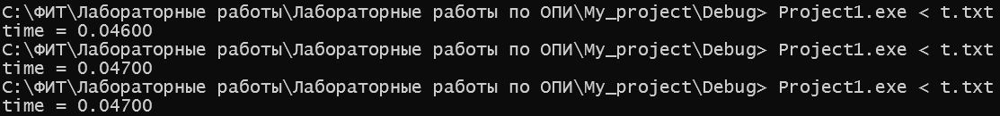 C:\ФИТ\Лабораторные работы\Лабораторные работы по ОПИ\My_project\Debug> Project1.exe < t.txt
time = 0.04600
C:\ФИТ\Лабораторные работы\Лабораторные работы по ОПИ\My_project\Debug> Project1.exe < t.txt
time = 0.04700
C:\ФИТ\Лабораторные работы\Лабораторные работы по ОПИ\My_project\Debug> Project1.exe < t.txt
time = 0.04700